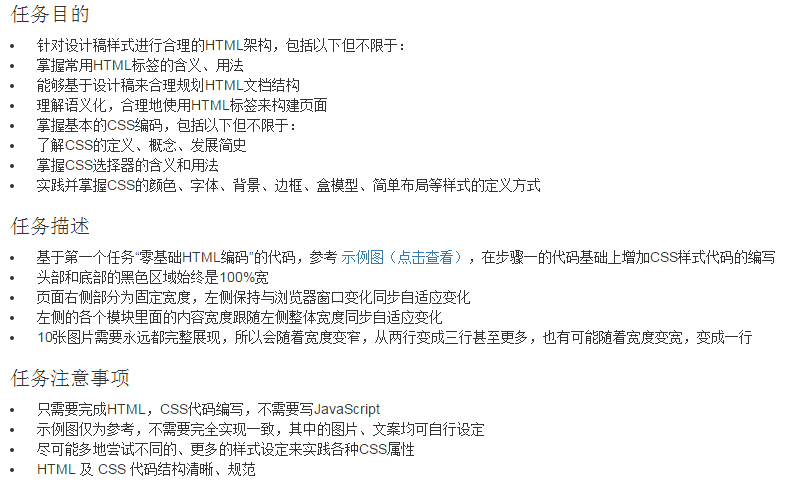 任务目的
针对设计稿样式进行合理的HTML架构，包括以下但不限于：
掌握常用HTML标签的含义、用法
能够基于设计稿来合理规划HTML文档结构
理解语义化，合理地使用HTML标签来构建页面
掌握基本的CSS编码，包括以下但不限于：
了解CSS的定义、概念、发展简史
掌握CSS选择器的含义和用法
实践并掌握CSS的颜色、字体、背景、边框、盒模型、简单布局等样式的定义方式
任务描述
基于第一个任务“零基础HTML编码”的代码，参考 示例图（点击查看），在步骤一的代码基础上增加CSS样式代码的编写
头部和底部的黑色区域始终是100%宽
页面右侧部分为固定宽度，左侧保持与浏览器窗口变化同步自适应变化
左侧的各个模块里面的内容宽度跟随左侧整体宽度同步自适应变化
10张图片需要永远都完整展现，所以会随着宽度变窄，从两行变成三行甚至更多，也有可能随着宽度变宽，变成一行
任务注意事项
只需要完成HTML，CSS代码编写，不需要写JavaScript
示例图仅为参考，不需要完全实现一致，其中的图片、文案均可自行设定
尽可能多地尝试不同的、更多的样式设定来实践各种CSS属性
HTML 及 CSS 代码结构清晰、规范